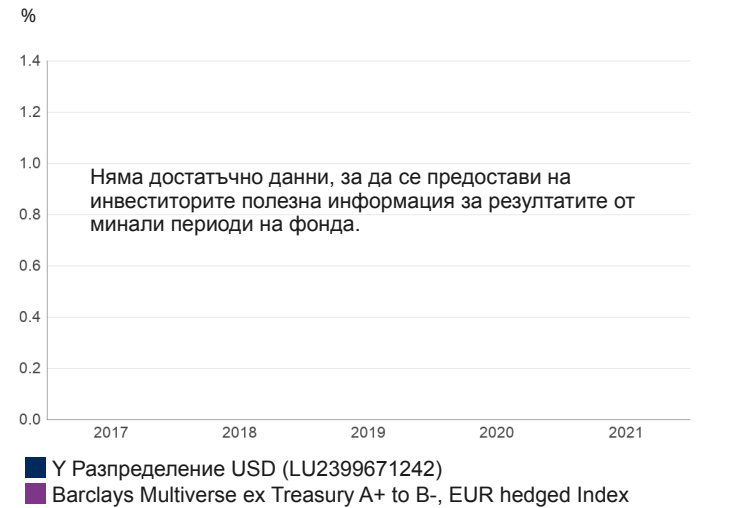 %
1.4
1.2
1.0
Няма достатъчно данни, за да се предостави на
инвеститорите полезна информация за резултатите от
0.8
минали периоди на фонда.
0.6
0.4
0.2
0.0
2017 2018 2019 2020 2021
Y Разпределение USD (LU2399671242)
Barclays Multiverse ex Treasury A+ to B-, EUR hedged Index